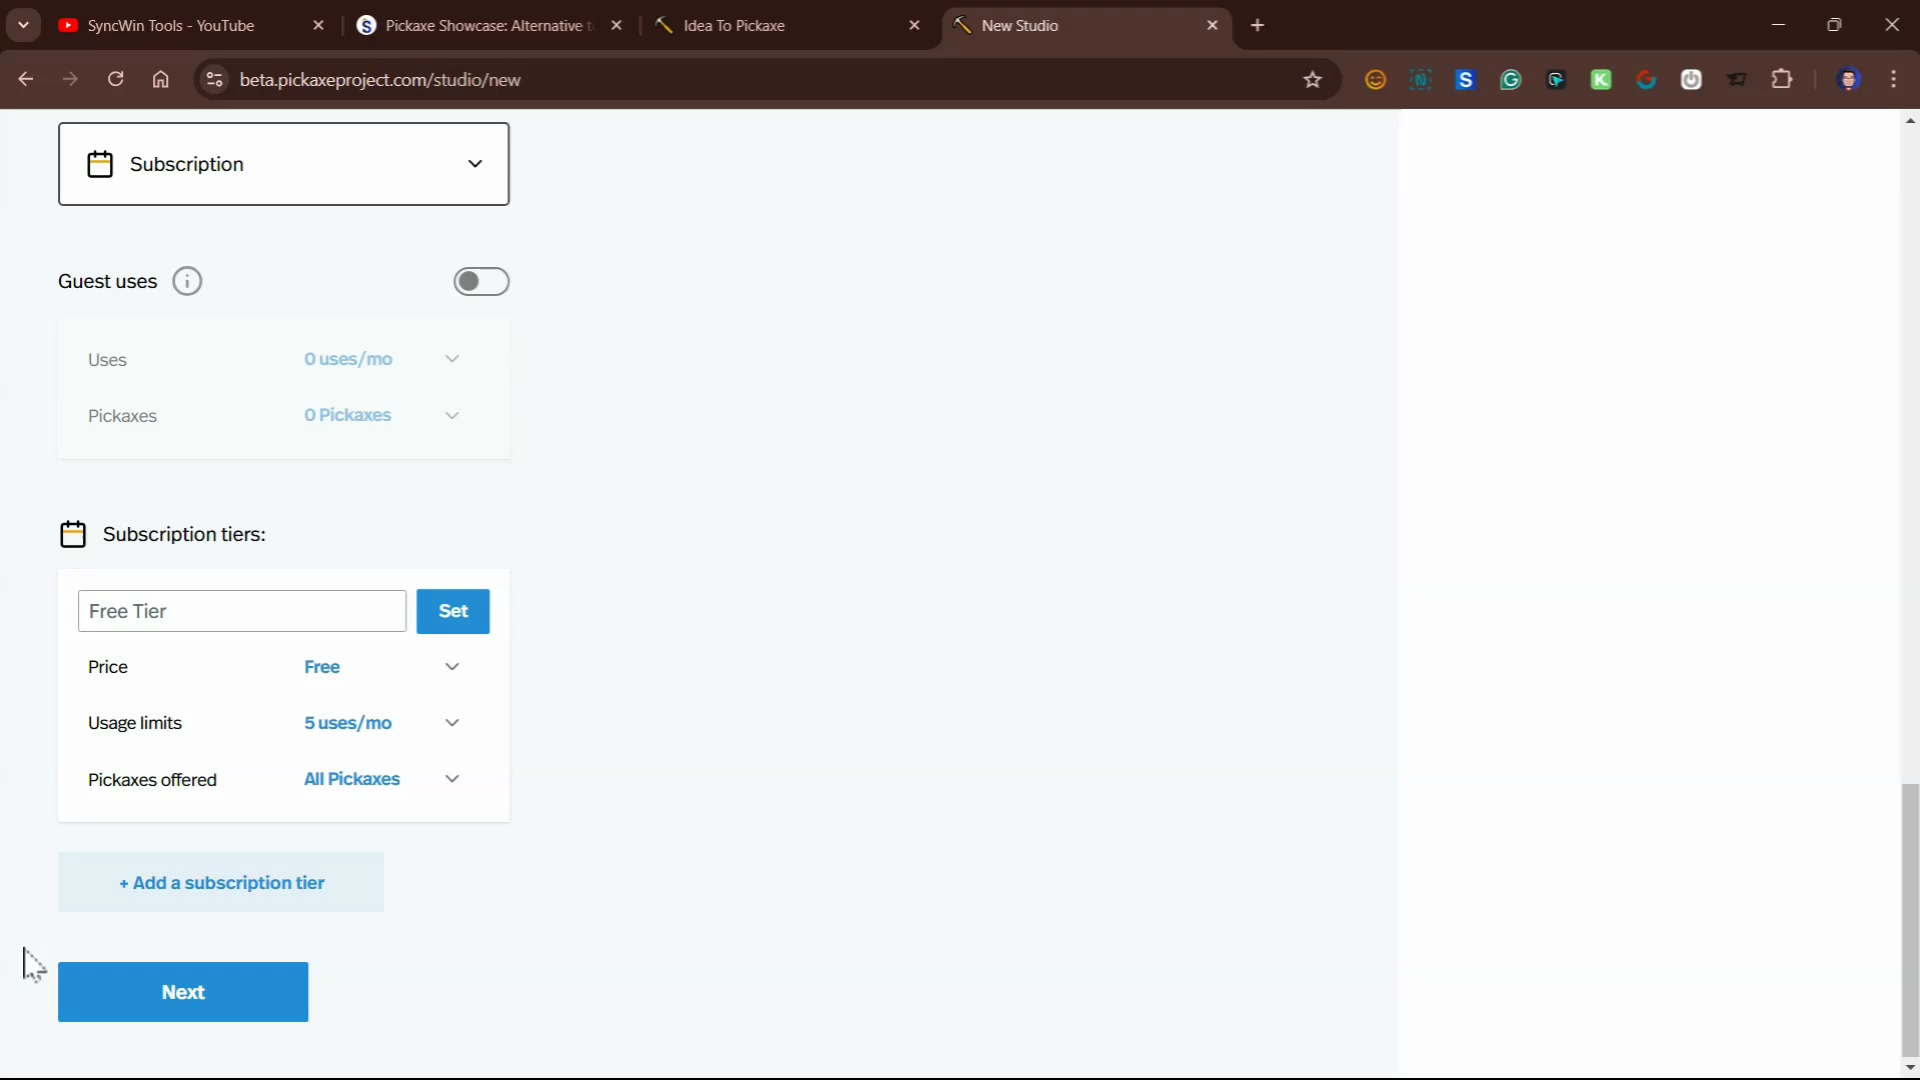 SyncWin Tools - YouTube
Pickaxe Showcase: Alternative t
Idea To Pickaxe
New Studio
beta.pickaxeproject.com/studio/new
Subscription
Guest uses
Uses 0 uses/mo
Pickaxes 0 Pickaxes
Subscription tiers:
Free Tier Set
Price Free
Usage limits 5 uses/mo
Pickaxes offered All Pickaxes
+ Add a subscription tier
Next